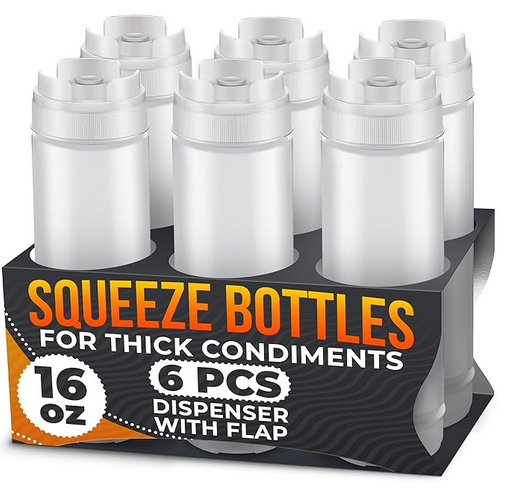 SQUEEZE BOTTLES
FOR THICK CONDIMENTS
16
OZ
6 PCS
DISPENSER
WITH FLAP